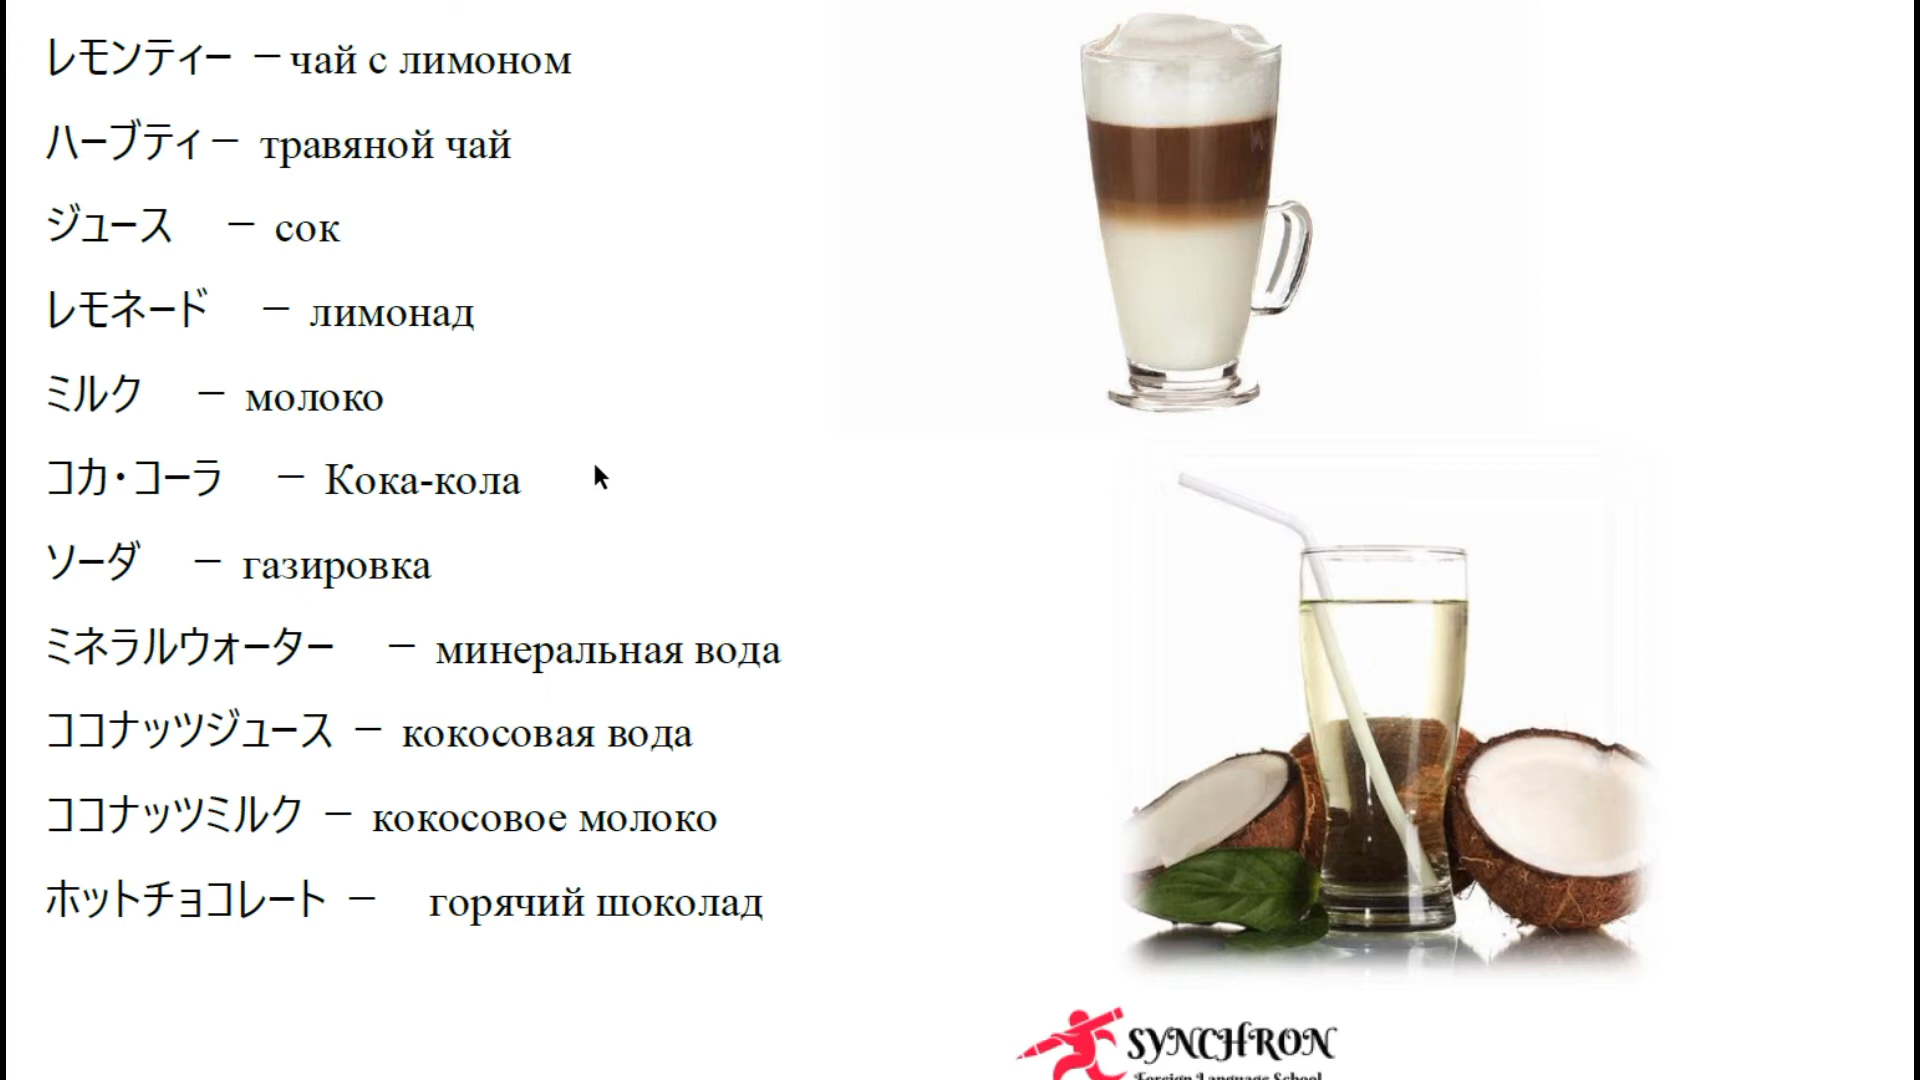 レモンティー －чай с лимоном
ハーブティ－ травяной чай
ジュース － сок
レモネード － лимонад
ミルク － молоко
コカ・コーラ － Кока-кола
ソーダ － газировка
ミネラルウォーター － минеральная вода
ココナッツジュース － кокосовая вода
ココナッツミルク － кокосовое молоко
ホットチョコレート － горячий шоколад
SYNCHRON
Foreign Language School